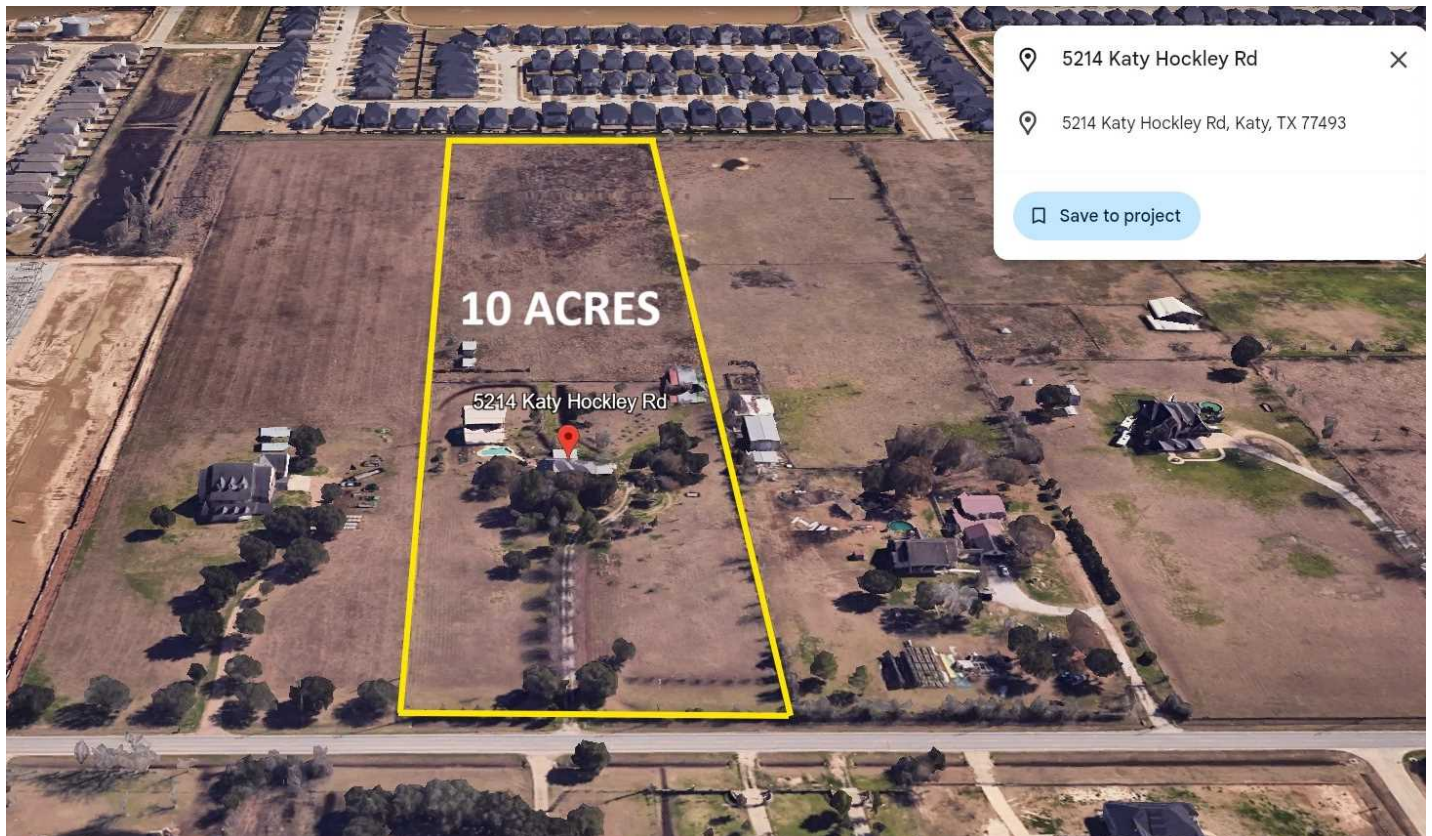 5214 Katy Hockley Rd
5214 Katy Hockley Rd, Katy, TX 77493
Save to project
10 ACRES
5214 Katy Hockley Rd